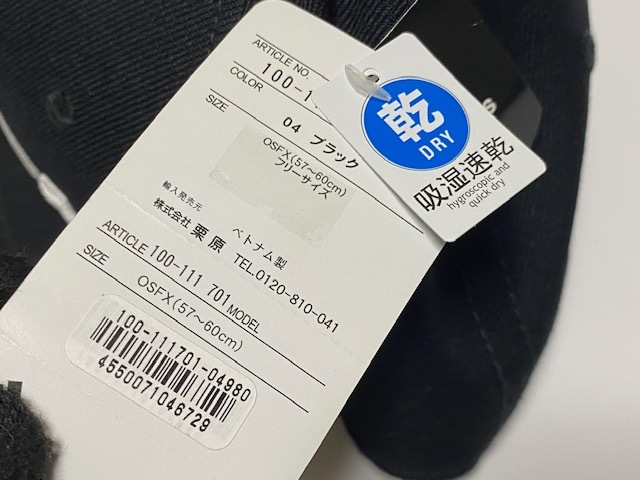 ARTICLE NO.
100-1
COLOR
04 ブラック
SIZE
OSFX(57〜60cm)
フリーサイズ
輸入発売元
ベトナム製
株式会社 栗原 TEL.0120-810-041
ARTICLE 100-111 701 MODEL
SIZE
OSFX(57〜60cm)
100-111701-04980
4550071046729
乾
DRY
吸湿速乾
hygroscopic and
quick dry
s